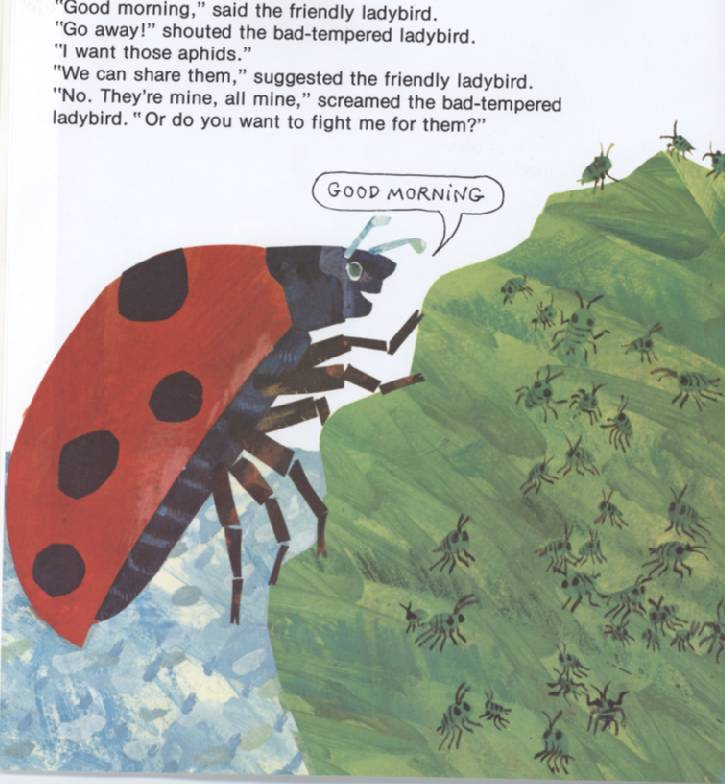 "Good morning," said the friendly ladybird.
"Go away!" shouted the bad-tempered ladybird.
"I want those aphids."
"We can share them," suggested the friendly ladybird.
"No. They're mine, all mine," screamed the bad-tempered
ladybird. "Or do you want to fight me for them?"
GOOD MORNING